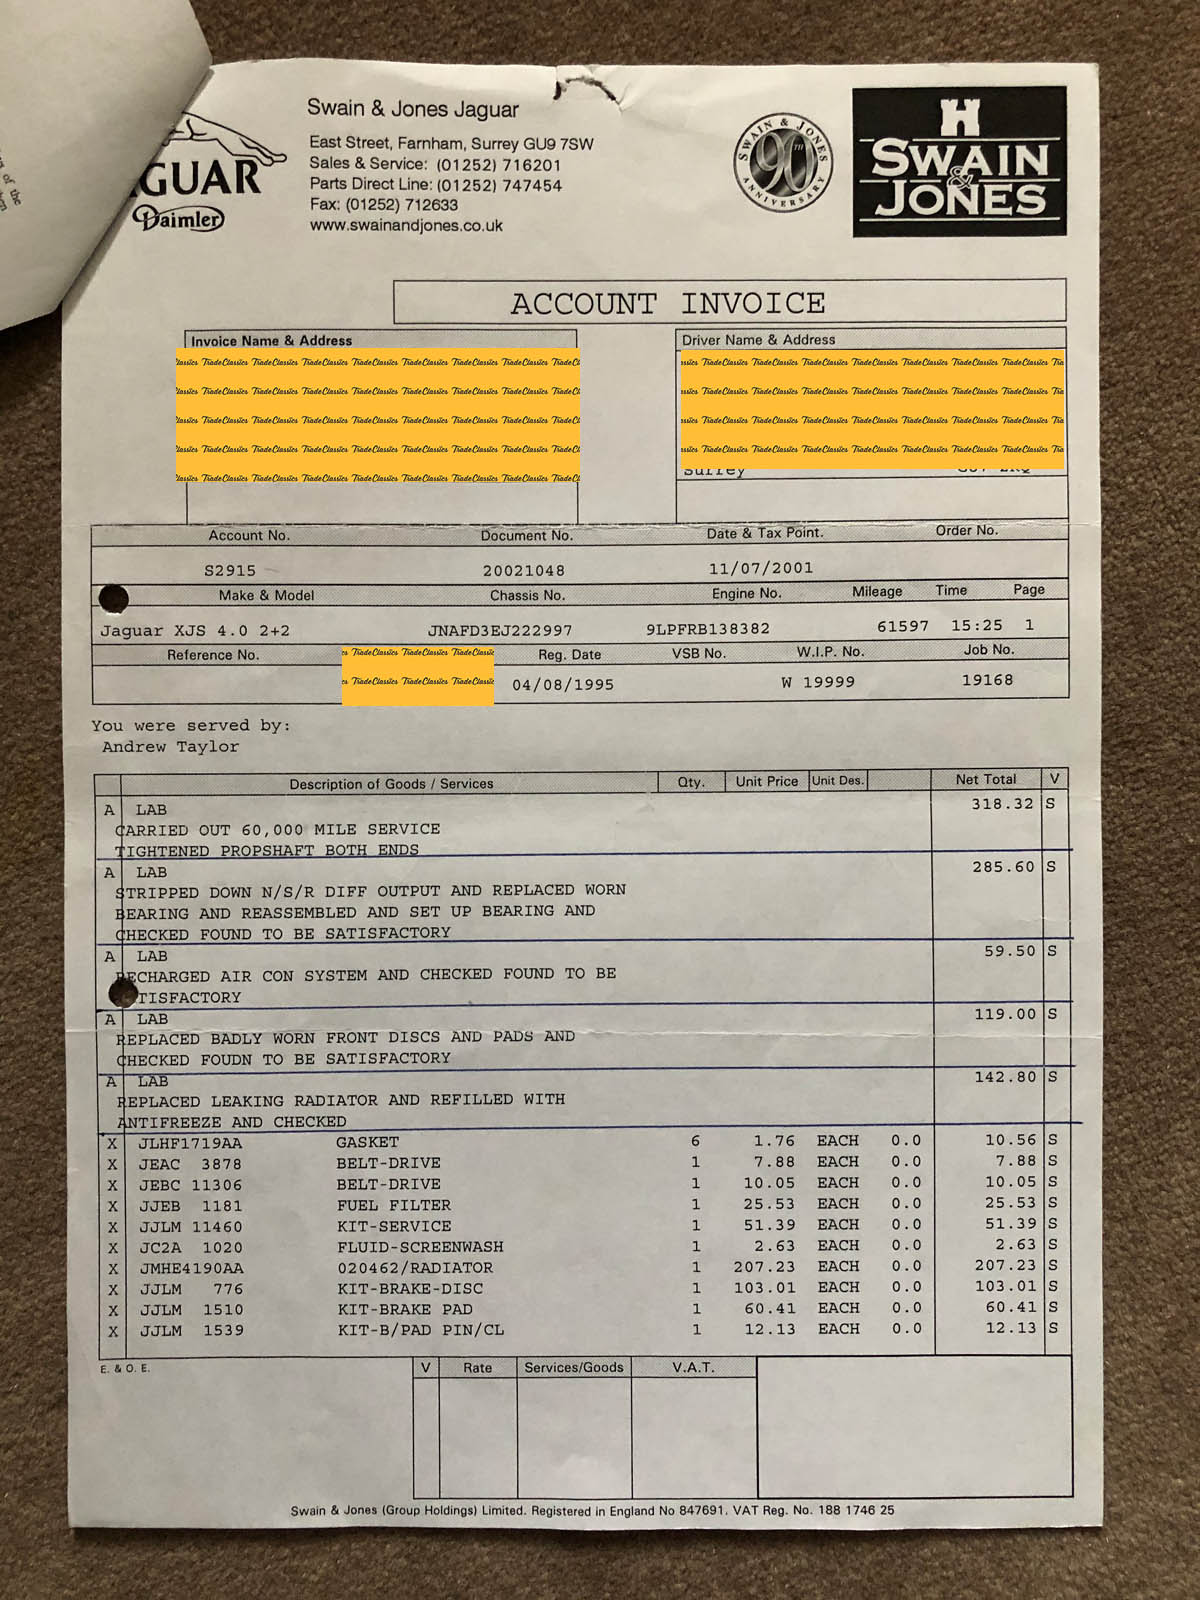 GUAR
Daimler
Swain & Jones Jaguar
East Street, Farnham, Surrey GU9 7SW
Sales & Service: (01252) 716201
Parts Direct Line: (01252) 747454
Fax: (01252) 712633
www.swainandjones.co.uk
SWAIN & JONES
90TH
ANNIVERSARY
SWAIN
&
JONES
ACCOUNT INVOICE
Invoice Name & Address Driver Name & Address
TradeClassics TradeClassics TradeClassics TradeClassics TradeClassics TradeClassics TradeClassics
Surrey
Account No. Document No. Date & Tax Point. Order No.
S2915 20021048 11/07/2001
Make & Model Chassis No. Engine No. Mileage Time Page
Jaguar XJS 4.0 2+2 JNAFD3EJ222997 9LPFRB138382 61597 15:25 1
Reference No. TradeClassics TradeClassics Reg. Date VSB No. W.I.P. No. Job No.
TradeClassics TradeClassics 04/08/1995 W 19999 19168
You were served by:
Andrew Taylor
Description of Goods / Services Qty. Unit Price Unit Des. Net Total V
A LAB 318.32 S
CARRIED OUT 60,000 MILE SERVICE
TIGHTENED PROPSHAFT BOTH ENDS
A LAB 285.60 S
STRIPPED DOWN N/S/R DIFF OUTPUT AND REPLACED WORN
BEARING AND REASSEMBLED AND SET UP BEARING AND
CHECKED FOUND TO BE SATISFACTORY
A LAB 59.50 S
RECHARGED AIR CON SYSTEM AND CHECKED FOUND TO BE
TISFACTORY
A LAB 119.00 S
REPLACED BADLY WORN FRONT DISCS AND PADS AND
CHECKED FOUDN TO BE SATISFACTORY
A LAB 142.80 S
REPLACED LEAKING RADIATOR AND REFILLED WITH
ANTIFREEZE AND CHECKED
X JLHF1719AA GASKET 6 1.76 EACH 0.0 10.56 S
X JEAC 3878 BELT-DRIVE 1 7.88 EACH 0.0 7.88 S
X JEBC 11306 BELT-DRIVE 1 10.05 EACH 0.0 10.05 S
X JJEB 1181 FUEL FILTER 1 25.53 EACH 0.0 25.53 S
X JJLM 11460 KIT-SERVICE 1 51.39 EACH 0.0 51.39 S
X JC2A 1020 FLUID-SCREENWASH 1 2.63 EACH 0.0 2.63 S
X JMHE4190AA 020462/RADIATOR 1 207.23 EACH 0.0 207.23 S
X JJLM 776 KIT-BRAKE-DISC 1 103.01 EACH 0.0 103.01 S
X JJLM 1510 KIT-BRAKE PAD 1 60.41 EACH 0.0 60.41 S
X JJLM 1539 KIT-B/PAD PIN/CL 1 12.13 EACH 0.0 12.13 S
E. & O. E. V Rate Services/Goods V.A.T.
Swain & Jones (Group Holdings) Limited. Registered in England No 847691. VAT Reg. No. 188 1746 25